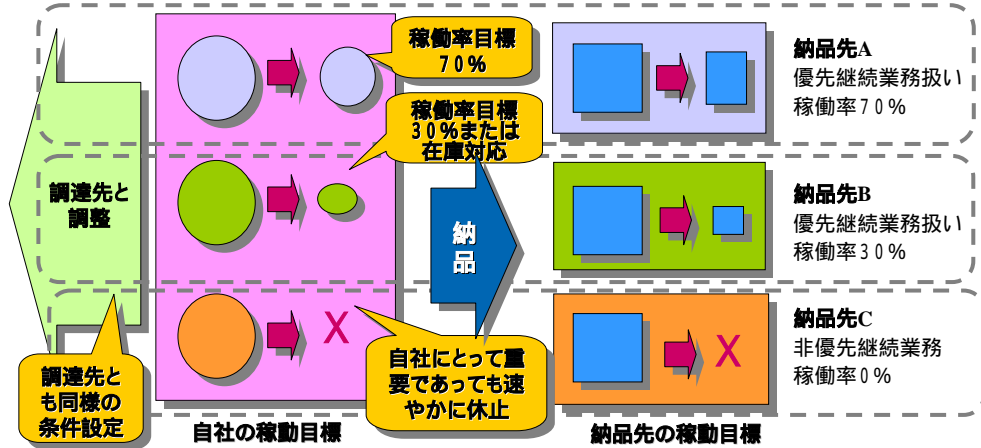 稼働率目標
70%
稼働率目標
30%または
在庫対応
調達先と
調整
納
品
X
自社にとって重
要であっても速
やかに休止
調達先と
も同様の
条件設定
自社の稼動目標
納品先A
優先継続業務扱い
稼働率70%
納品先B
優先継続業務扱い
稼働率30%
X
納品先C
非優先継続業務
稼働率0%
納品先の稼動目標